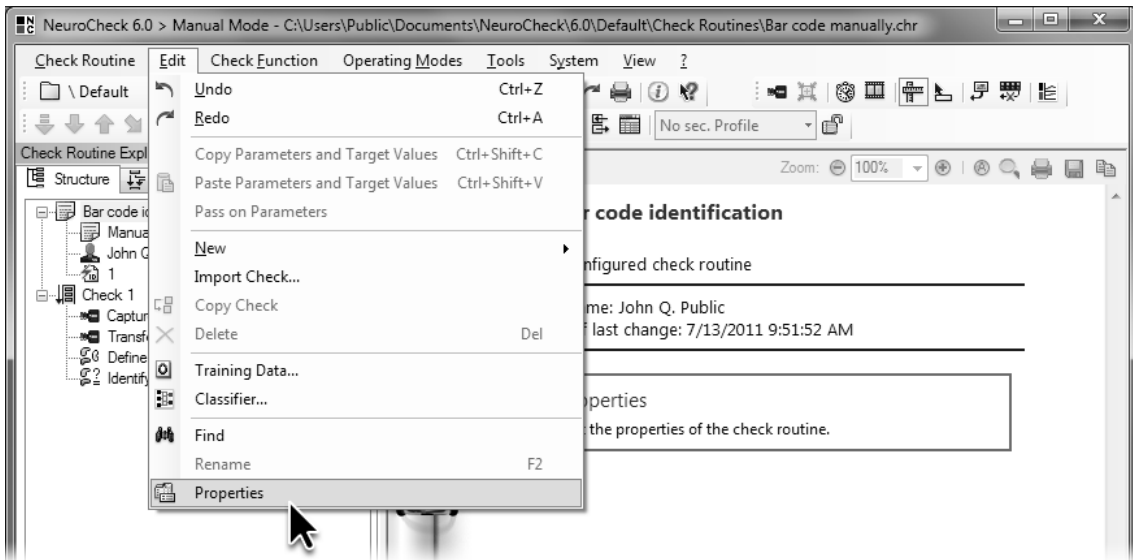 NeuroCheck 6.0 > Manual Mode - C:\Users\Public\Documents\NeuroCheck\6.0\Default\Check Routines\Bar code manually.chr
Check Routine Edit Check Function Operating Modes Tools System View ?
\ Default
No sec. Profile
Check Routine Expl
Structure
Zoom: 100%
Bar code id
Manua
John Q
1
Check 1
Captur
Transf
Define
Identify
Undo Ctrl+Z
Redo Ctrl+A
Copy Parameters and Target Values Ctrl+Shift+C
Paste Parameters and Target Values Ctrl+Shift+V
Pass on Parameters
New
Import Check...
Copy Check
Delete Del
Training Data...
Classifier...
Find
Rename F2
Properties
r code identification
nfigured check routine
me: John Q. Public
f last change: 7/13/2011 9:51:52 AM
operties
the properties of the check routine.